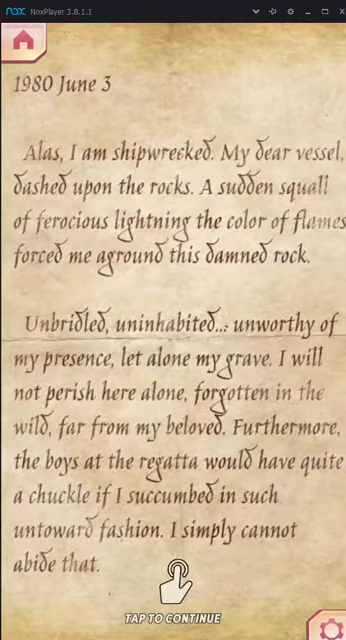 nox NoxPlayer 3.8.1.1
1980 June 3
Alas, I am shipwrecked. My dear vessel,
dashed upon the rocks. A sudden squall
of ferocious lightning the color of flames
forced me aground this damned rock.
Unbridled, uninhabited... unworthy of
my presence, let alone my grave. I will
not perish here alone, forgotten in the
wild, far from my beloved. Furthermore,
the boys at the regatta would have quite
a chuckle if I succumbed in such
untoward fashion. I simply cannot
abide that.
TAP TO CONTINUE